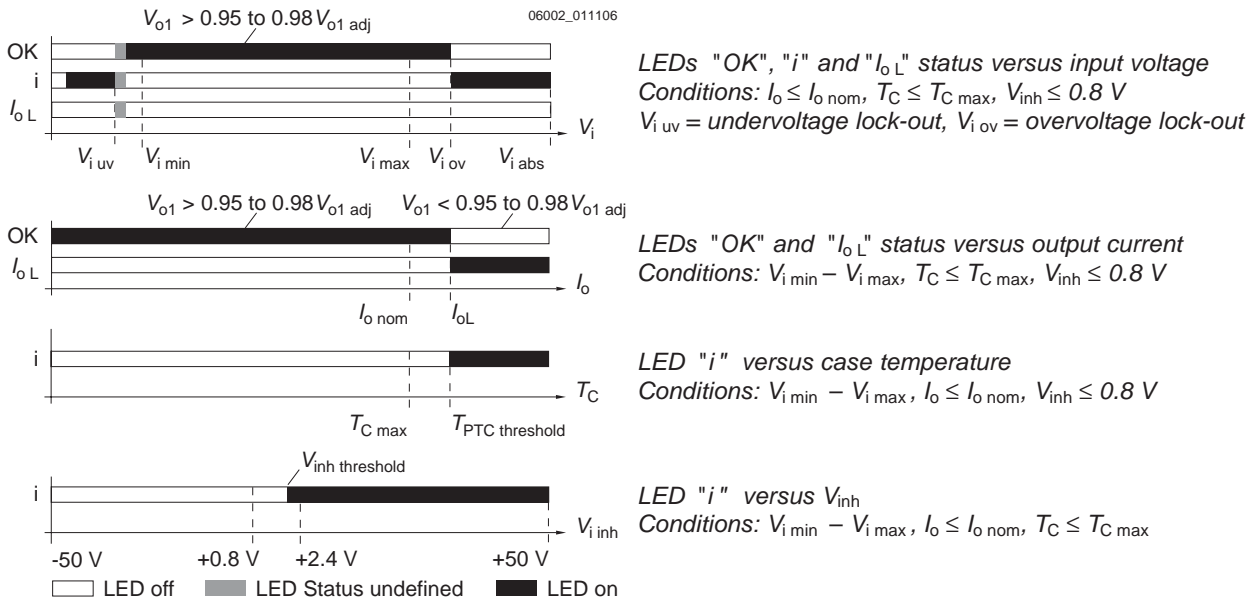 V_o1 > 0.95 to 0.98 V_o1 adj
06002_011106
OK
i
I_o L
V_i
V_i uv
V_i min
V_i max
V_i ov
V_i abs
LEDs "OK", "i" and "I_o L" status versus input voltage
Conditions: I_o ≤ I_o nom, T_C ≤ T_C max, V_inh ≤ 0.8 V
V_i uv = undervoltage lock-out, V_i ov = overvoltage lock-out
V_o1 > 0.95 to 0.98 V_o1 adj
V_o1 < 0.95 to 0.98 V_o1 adj
OK
I_o L
I_o
I_o nom
I_oL
LEDs "OK" and "I_o L" status versus output current
Conditions: V_i min – V_i max, T_C ≤ T_C max, V_inh ≤ 0.8 V
i
T_C
T_C max
T_PTC threshold
LED "i" versus case temperature
Conditions: V_i min – V_i max, I_o ≤ I_o nom, V_inh ≤ 0.8 V
V_inh threshold
i
V_i inh
-50 V
+0.8 V
+2.4 V
+50 V
LED "i" versus V_inh
Conditions: V_i min – V_i max, I_o ≤ I_o nom, T_C ≤ T_C max
LED off
LED Status undefined
LED on